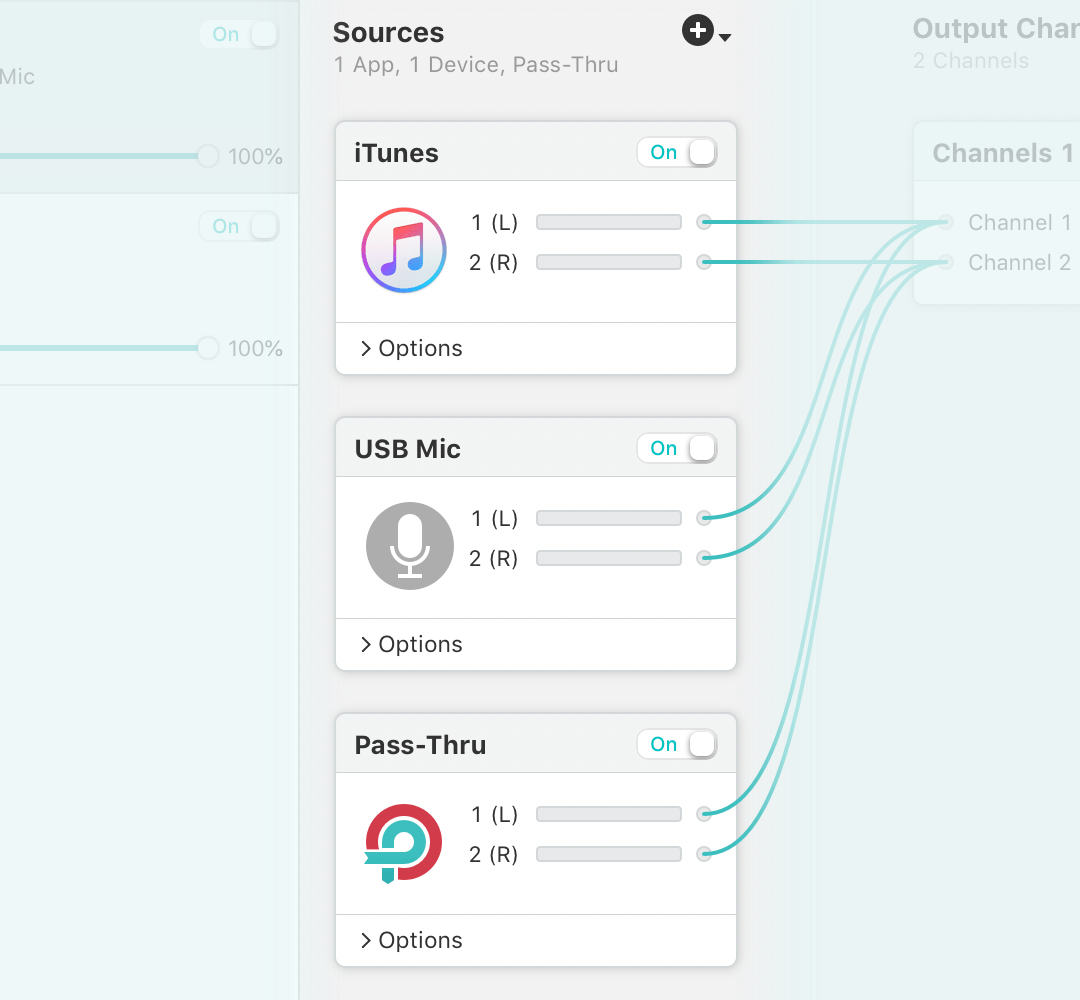 On
Mic
100%
On
100%
Sources
1 App, 1 Device, Pass-Thru
iTunes
On
1 (L)
2 (R)
Options
USB Mic
On
1 (L)
2 (R)
Options
Pass-Thru
On
1 (L)
2 (R)
Options
Output Char
2 Channels
Channels 1
Channel 1
Channel 2